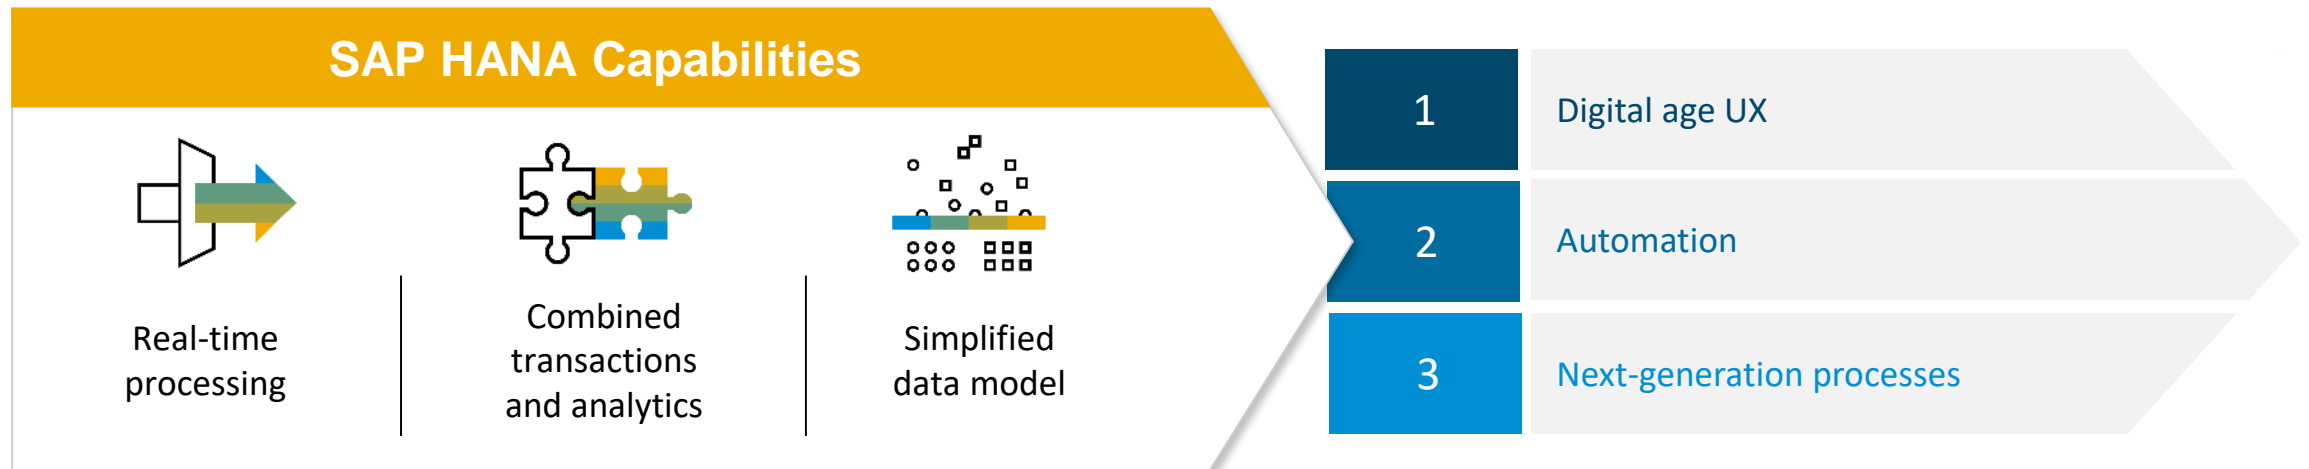 SAP HANA Capabilities
Real-time
processing
Combined
transactions
and analytics
Simplified
data model
1
Digital age UX
2
Automation
3
Next-generation processes